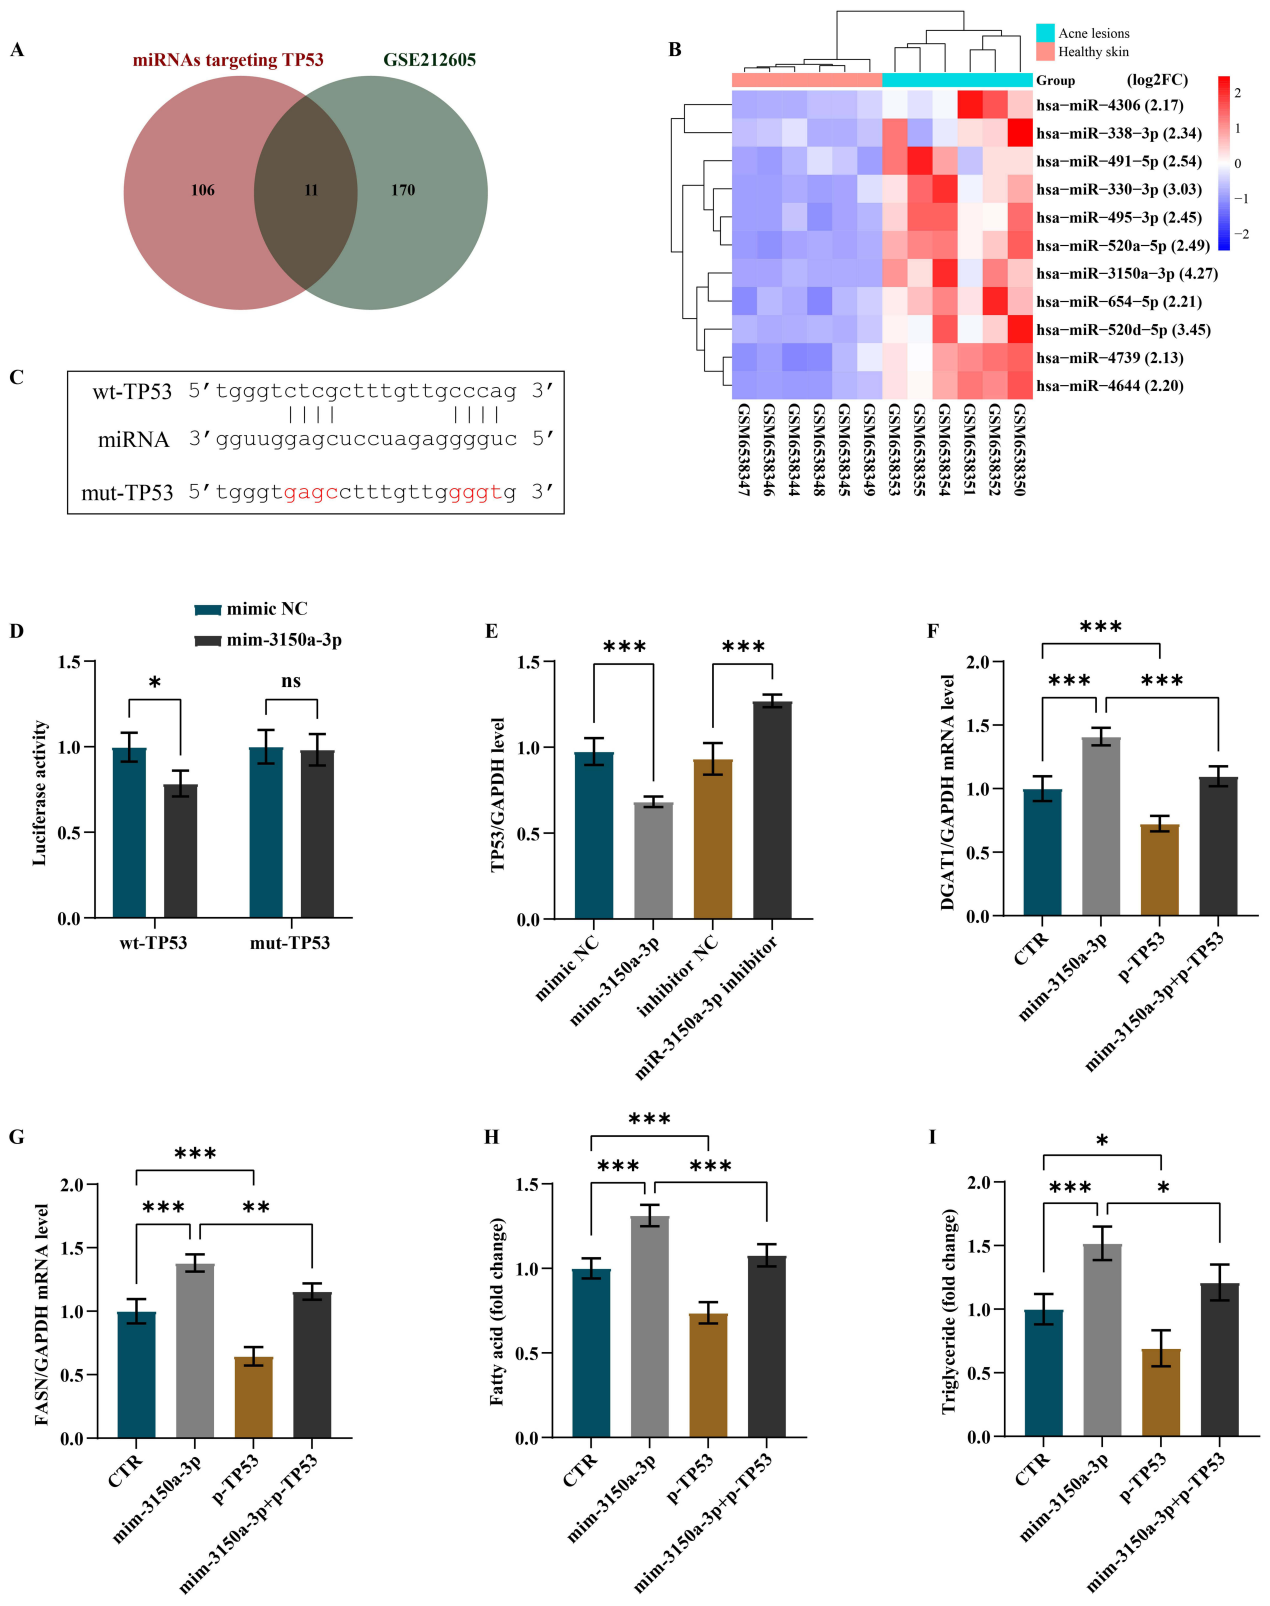 A
miRNAs targeting TP53
GSE212605
106
11
170
B
Acne lesions
Healthy skin
Group
(log2FC)
hsa−miR−4306 (2.17)
hsa−miR−338−3p (2.34)
hsa−miR−491−5p (2.54)
hsa−miR−330−3p (3.03)
hsa−miR−495−3p (2.45)
hsa−miR−520a−5p (2.49)
hsa−miR−3150a−3p (4.27)
hsa−miR−654−5p (2.21)
hsa−miR−520d−5p (3.45)
hsa−miR−4739 (2.13)
hsa−miR−4644 (2.20)
2
1
0
−1
−2
GSM6538347
GSM6538346
GSM6538344
GSM6538348
GSM6538345
GSM6538349
GSM6538353
GSM6538355
GSM6538354
GSM6538351
GSM6538352
GSM6538350
C
wt-TP53 5′ tgggtctcgctttgttgcccag 3′
miRNA 3′ gguuggagcuccuagaggggguc 5′
mut-TP53 5′ tgggtgagcctttgttggggtg 3′
mimic NC
mim-3150a-3p
D
Luciferase activity
1.5
1.0
0.5
0.0
*
ns
wt-TP53
mut-TP53
E
TP53/GAPDH level
1.5
1.0
0.5
0.0
***
***
mimic NC
mim-3150a-3p
inhibitor NC
miR-3150a-3p inhibitor
F
DGAT1/GAPDH mRNA level
2.0
1.5
1.0
0.5
0.0
***
***
***
CTR
mim-3150a-3p
p-TP53
mim-3150a-3p+p-TP53
G
FASN/GAPDH mRNA level
2.0
1.5
1.0
0.5
0.0
***
***
**
CTR
mim-3150a-3p
p-TP53
mim-3150a-3p+p-TP53
H
Fatty acid (fold change)
1.5
1.0
0.5
0.0
***
***
***
CTR
mim-3150a-3p
p-TP53
mim-3150a-3p+p-TP53
I
Triglyceride (fold change)
2.0
1.5
1.0
0.5
0.0
*
***
*
CTR
mim-3150a-3p
p-TP53
mim-3150a-3p+p-TP53